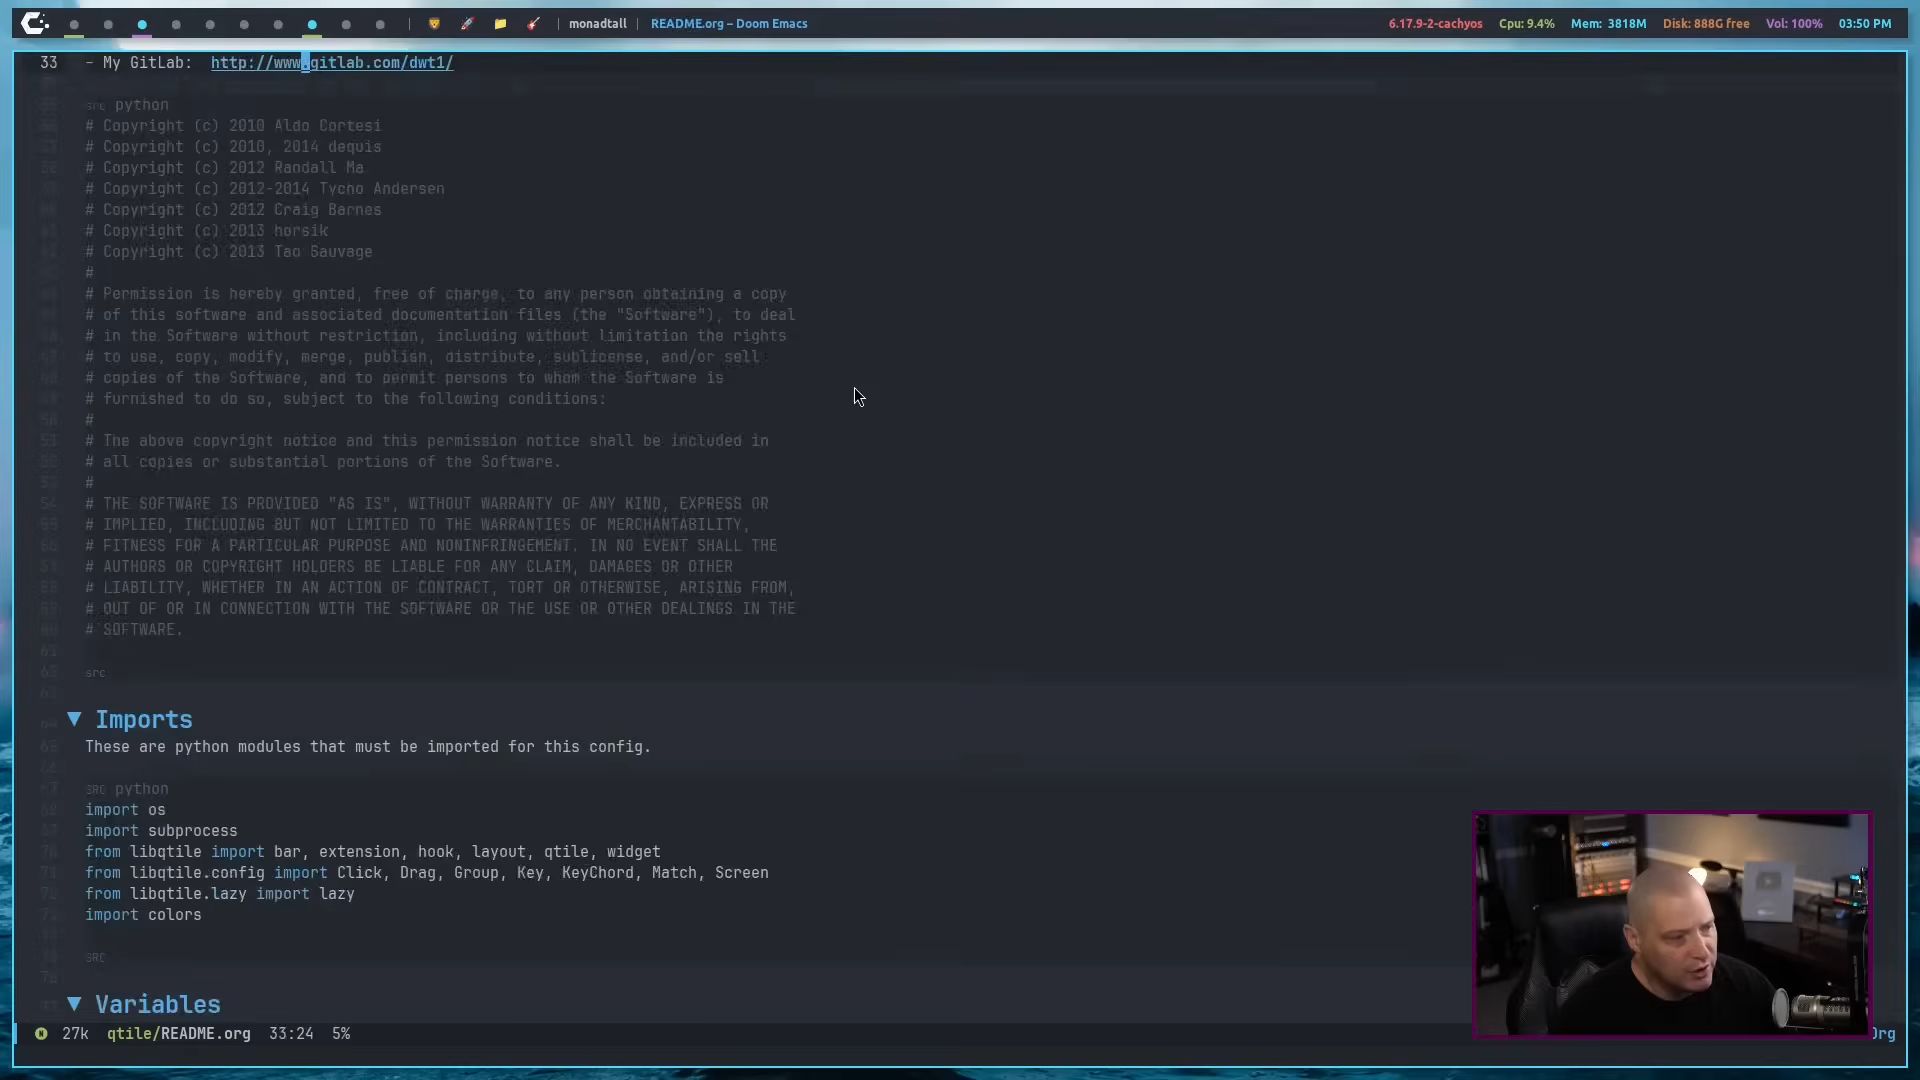 monadtall
README.org – Doom Emacs
6.17.9-2-cachyos
Cpu: 9.4%
Mem: 3818M
Disk: 888G free
Vol: 100%
03:50 PM
33 - My GitLab: http://www.gitlab.com/dwt1/
src python
# Copyright (c) 2010 Aldo Cortesi
# Copyright (c) 2010, 2014 dequis
# Copyright (c) 2012 Randall Ma
# Copyright (c) 2012-2014 Tycho Andersen
# Copyright (c) 2012 Craig Barnes
# Copyright (c) 2013 horsik
# Copyright (c) 2013 Tao Sauvage
#
# Permission is hereby granted, free of charge, to any person obtaining a copy
# of this software and associated documentation files (the "Software"), to deal
# in the Software without restriction, including without limitation the rights
# to use, copy, modify, merge, publish, distribute, sublicense, and/or sell
# copies of the Software, and to permit persons to whom the Software is
# furnished to do so, subject to the following conditions:
#
# The above copyright notice and this permission notice shall be included in
# all copies or substantial portions of the Software.
#
# THE SOFTWARE IS PROVIDED "AS IS", WITHOUT WARRANTY OF ANY KIND, EXPRESS OR
# IMPLIED, INCLUDING BUT NOT LIMITED TO THE WARRANTIES OF MERCHANTABILITY,
# FITNESS FOR A PARTICULAR PURPOSE AND NONINFRINGEMENT. IN NO EVENT SHALL THE
# AUTHORS OR COPYRIGHT HOLDERS BE LIABLE FOR ANY CLAIM, DAMAGES OR OTHER
# LIABILITY, WHETHER IN AN ACTION OF CONTRACT, TORT OR OTHERWISE, ARISING FROM,
# OUT OF OR IN CONNECTION WITH THE SOFTWARE OR THE USE OR OTHER DEALINGS IN THE
# SOFTWARE.
src
▼ Imports
These are python modules that must be imported for this config.
src python
import os
import subprocess
from libqtile import bar, extension, hook, layout, qtile, widget
from libqtile.config import Click, Drag, Group, Key, KeyChord, Match, Screen
from libqtile.lazy import lazy
import colors
src
▼ Variables
N 27k qtile/README.org 33:24 5%
Org